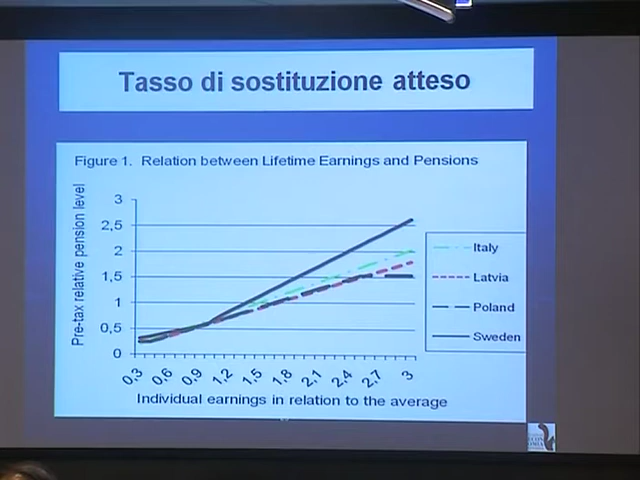 Tasso di sostituzione atteso
Figure 1. Relation between Lifetime Earnings and Pensions
Pre-tax relative pension level
3
2,5
2
1,5
1
0,5
0
0,3 0,6 0,9 1,2 1,5 1,8 2,1 2,4 2,7 3
Individual earnings in relation to the average
Italy
Latvia
Poland
Sweden